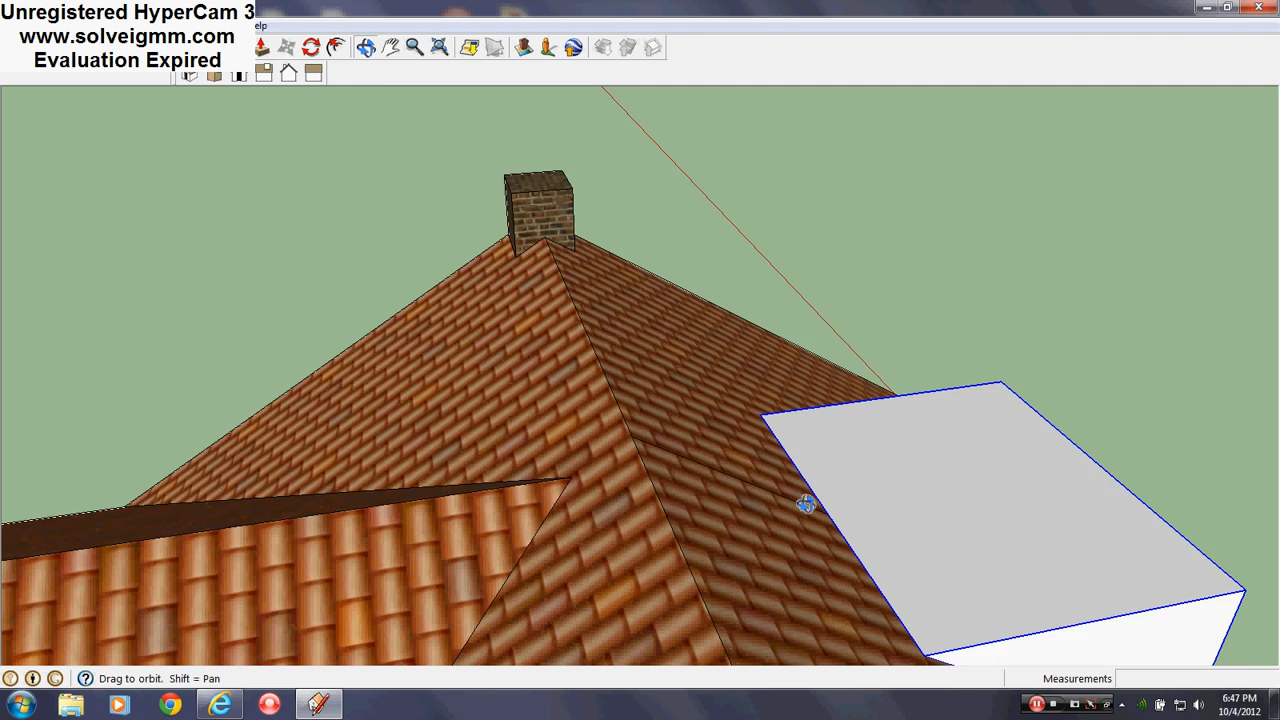 Unregistered HyperCam 3
www.solveigmm.com
Evaluation Expired
elp
Drag to orbit. Shift = Pan
Measurements
6:47 PM
10/4/2012